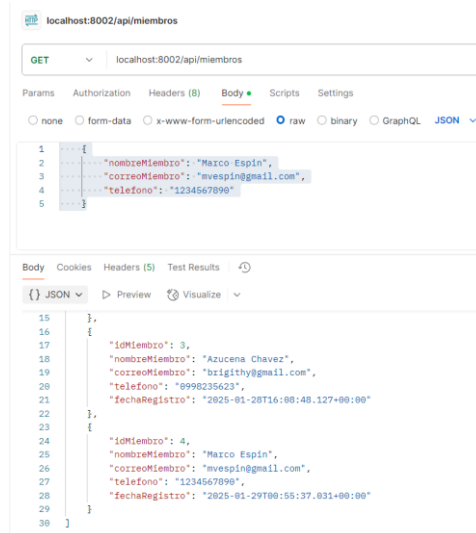 HTTP localhost:8002/api/miembros
GET localhost:8002/api/miembros
Params Authorization Headers (8) Body Scripts Settings
none form-data x-www-form-urlencoded raw binary GraphQL JSON
1 {
2 "nombreMiembro": "Marco Espin",
3 "correoMiembro": "mvespin@gmail.com",
4 "telefono": "1234567890"
5 }
Body Cookies Headers (5) Test Results
{} JSON Preview Visualize
15 },
16 {
17 "idMiembro": 3,
18 "nombreMiembro": "Azucena Chavez",
19 "correoMiembro": "brigithy@gmail.com",
20 "telefono": "0998235623",
21 "fechaRegistro": "2025-01-28T16:08:48.127+00:00"
22 },
23 {
24 "idMiembro": 4,
25 "nombreMiembro": "Marco Espin",
26 "correoMiembro": "mvespin@gmail.com",
27 "telefono": "1234567890",
28 "fechaRegistro": "2025-01-29T00:55:37.031+00:00"
29 }
30 ]